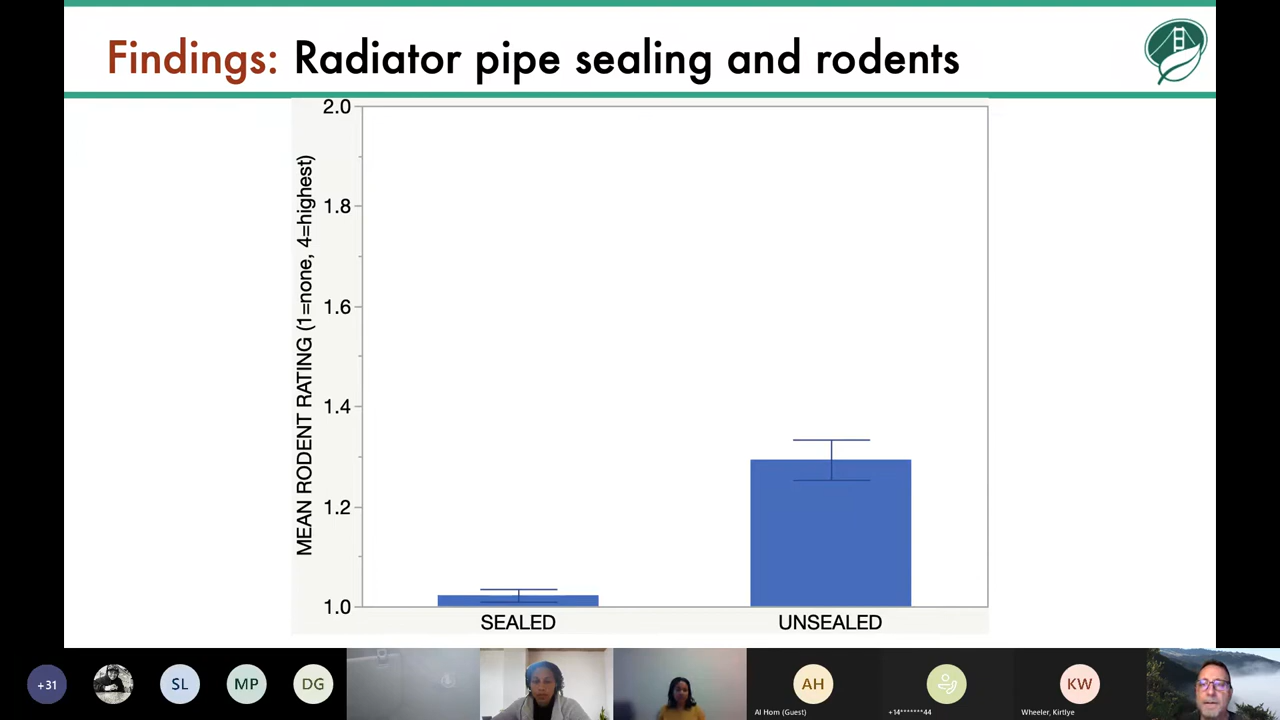 Findings: Radiator pipe sealing and rodents
2.0
1.8
1.6
1.4
1.2
1.0
MEAN RODENT RATING (1=none, 4=highest)
SEALED
UNSEALED
+31
SL
MP
DG
AH
Al Hom (Guest)
+14*******44
KW
Wheeler, Kirtlye